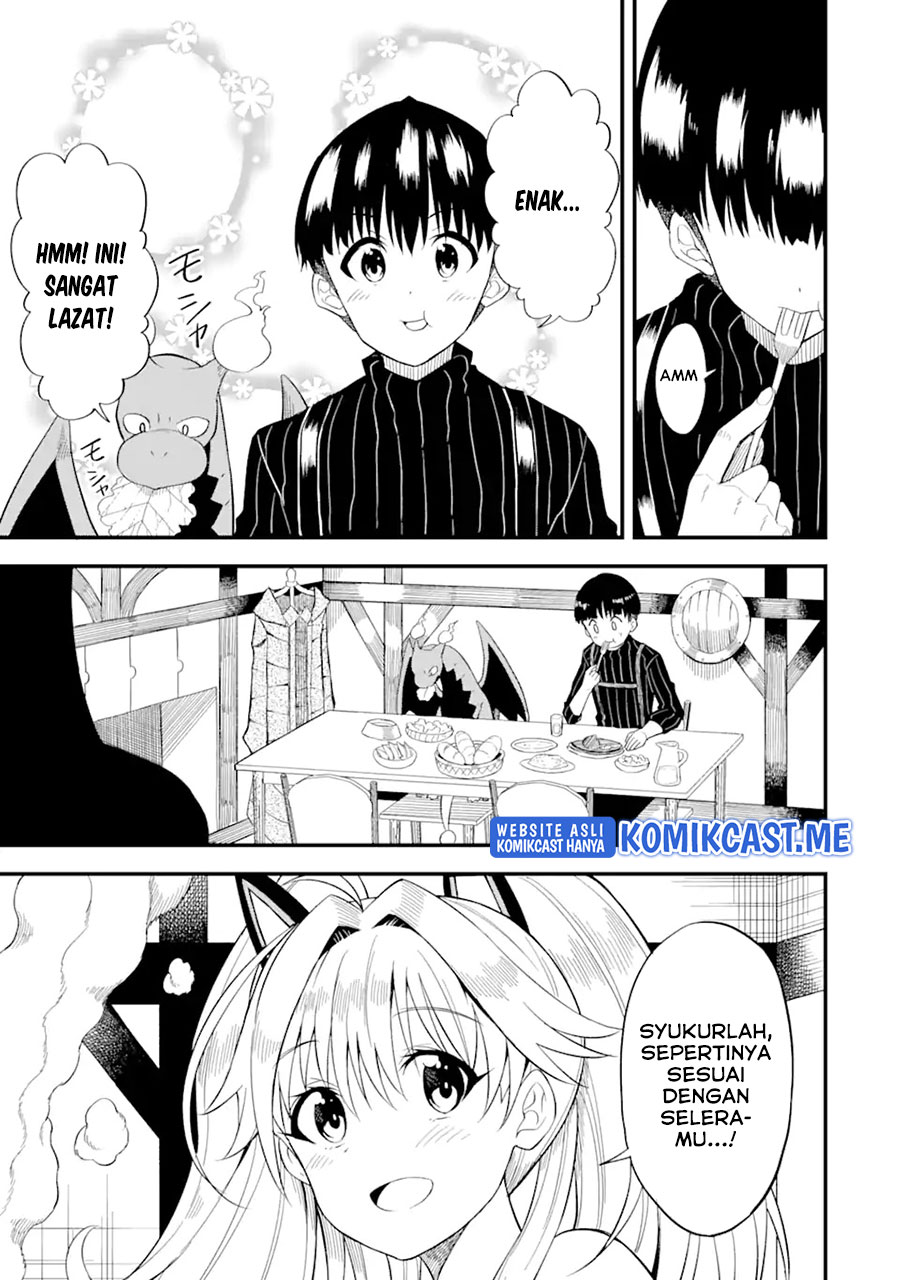 AMM
ENAK...
HMM! INI!
SANGAT
LAZAT!
モシャ
モシャ
WEBSITE ASLI
KOMIKCAST HANYA
KOMIKCAST.ME
SYUKURLAH,
SEPERTINYA
SESUAI
DENGAN
SELERA-
MU...!